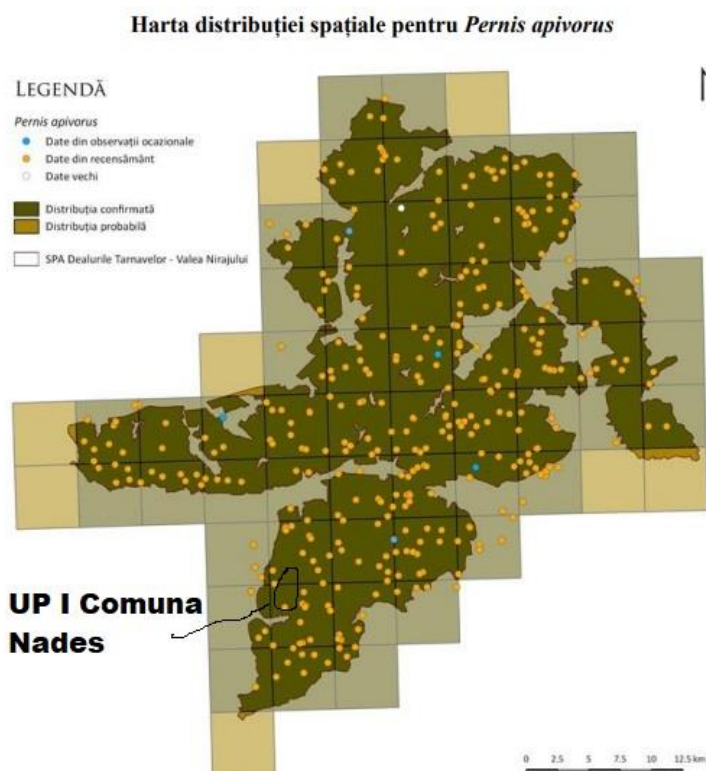 Harta distribuției spațiale pentru Pernis apivorus
LEGENDĂ
Pernis apivorus
Date din observații ocazionale
Date din recensământ
Date vechi
Distribuția confirmată
Distribuția probabilă
SPA Dealurile Tarnavelor - Valea Nirajului
UP I Comuna
Nades
0 2.5 5 7.5 10 12.5 km